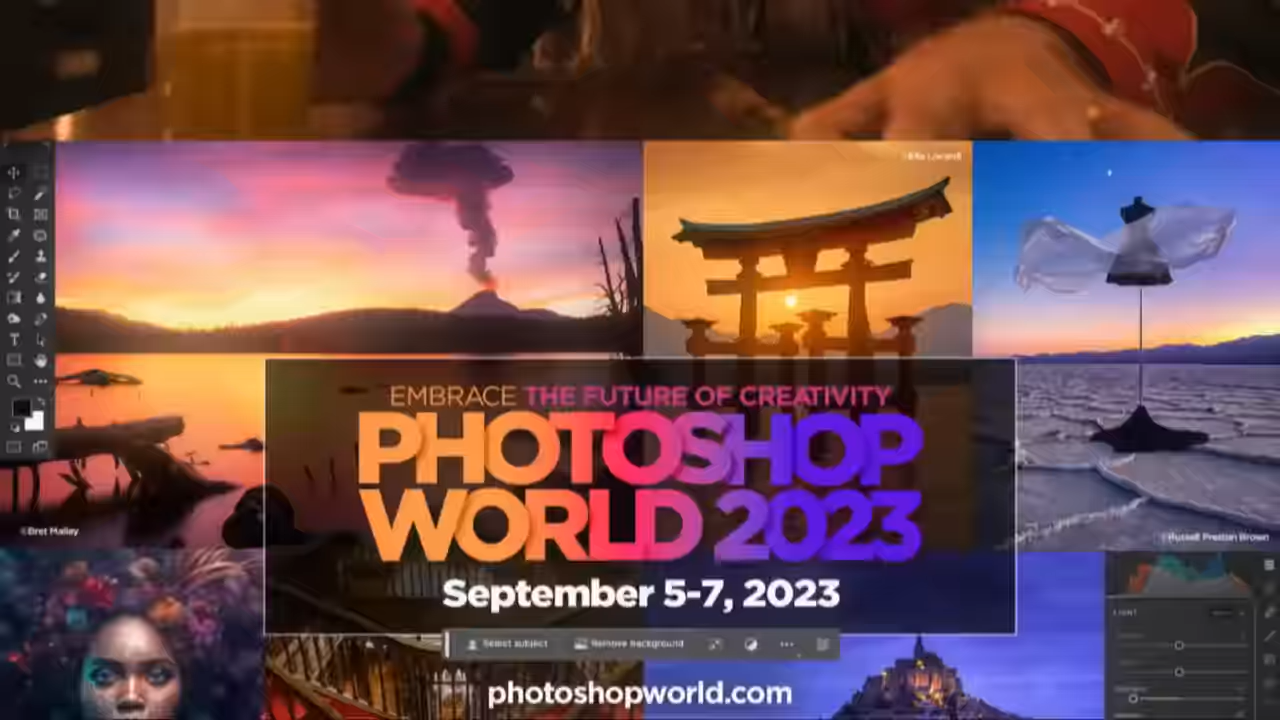 EMBRACE THE FUTURE OF CREATIVITY
PHOTOSHOP
WORLD 2023
September 5-7, 2023
©Bret Malley
©Russell Preston Brown
Select subject
Remove background
LIGHT
photoshopworld.com